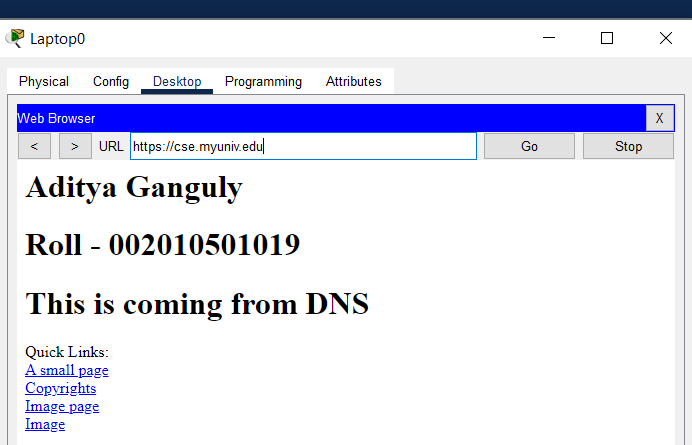 Laptop0
Physical Config Desktop Programming Attributes
Web Browser X
< > URL https://cse.myuniv.edu Go Stop
Aditya Ganguly
Roll - 002010501019
This is coming from DNS
Quick Links:
A small page
Copyrights
Image page
Image